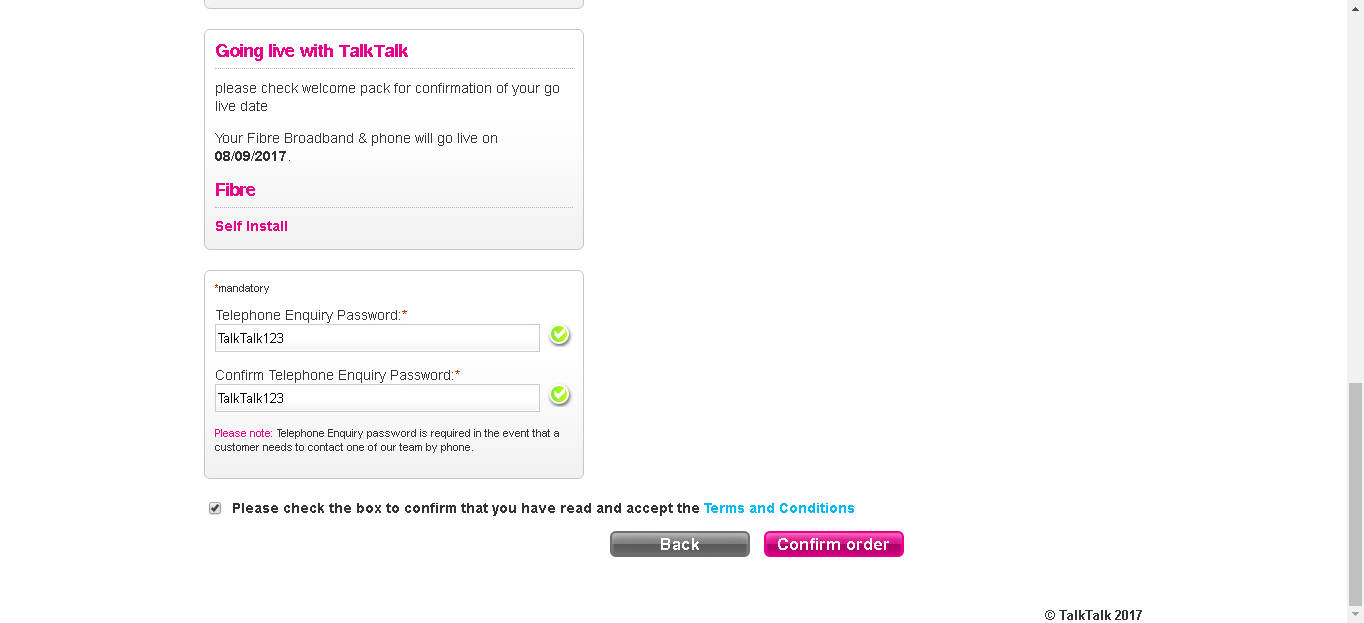 Going live with TalkTalk
please check welcome pack for confirmation of your go
live date
Your Fibre Broadband & phone will go live on
08/09/2017.
Fibre
Self Install
*mandatory
Telephone Enquiry Password:*
TalkTalk123
Confirm Telephone Enquiry Password:*
TalkTalk123
Please note: Telephone Enquiry password is required in the event that a
customer needs to contact one of our team by phone.
Please check the box to confirm that you have read and accept the Terms and Conditions
Back Confirm order
© TalkTalk 2017